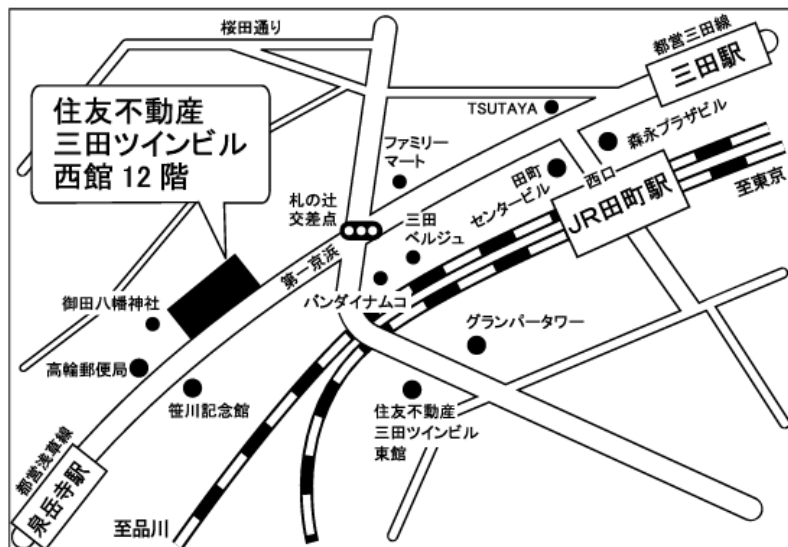 桜田通り
都営三田線
三田駅
住友不動産
三田ツインビル
西館 12 階
TSUTAYA
森永プラザビル
ファミリー
マート
田町
センタービル
西口
JR田町駅
至東京
札の辻
交差点
三田
ベルジュ
第一京浜
バンダイナムコ
御田八幡神社
グランパータワー
高輪郵便局
笹川記念館
住友不動産
三田ツインビル
東館
都営浅草線
泉岳寺駅
至品川